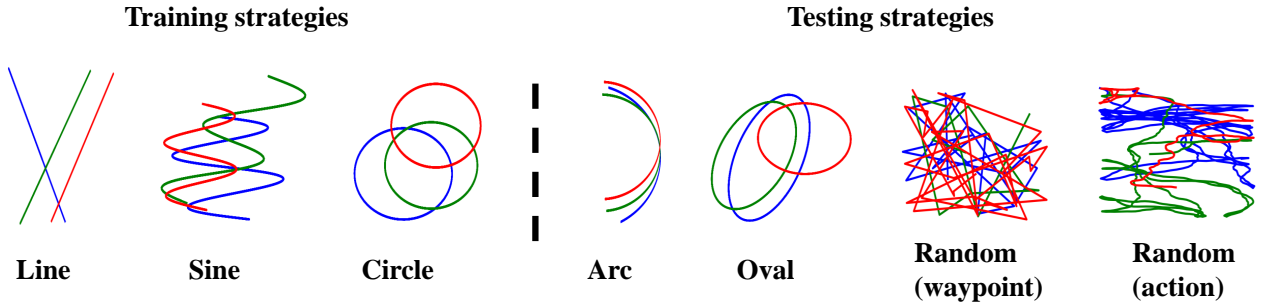 Training strategies
Testing strategies
Line
Sine
Circle
Arc
Oval
Random
(waypoint)
Random
(action)